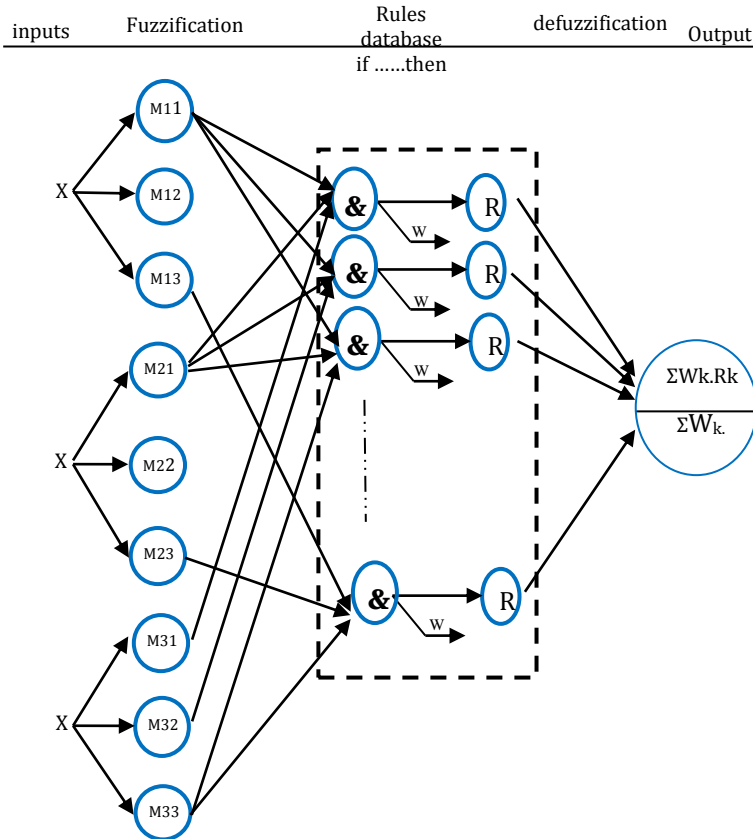 inputs
Fuzzification
Rules
database
if ......then
defuzzification
Output
X
M11
M12
M13
X
M21
M22
M23
X
M31
M32
M33
&
W
R
&
W
R
&
W
R
&
W
R
ΣWk.Rk
ΣWk.